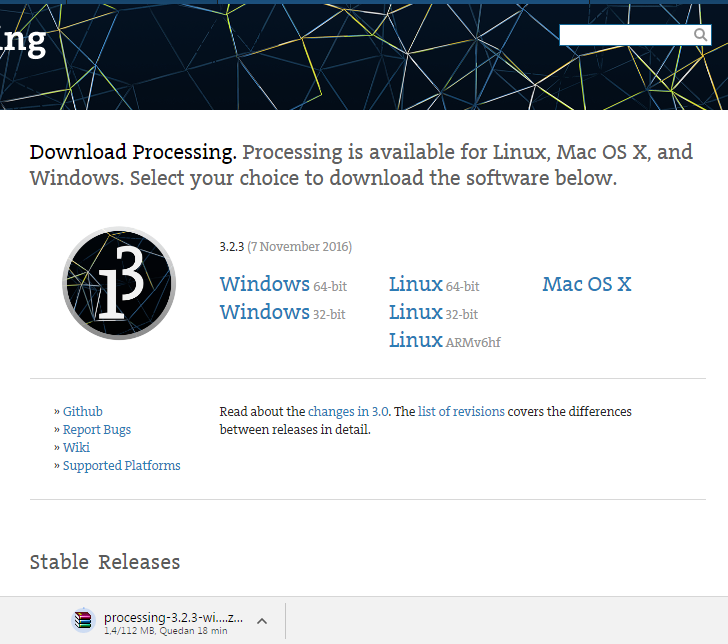 ing
Download Processing. Processing is available for Linux, Mac OS X, and
Windows. Select your choice to download the software below.
3
3.2.3 (7 November 2016)
Windows 64-bit
Windows 32-bit
Linux 64-bit
Linux 32-bit
Linux ARMv6hf
Mac OS X
» Github
» Report Bugs
» Wiki
» Supported Platforms
Read about the changes in 3.0. The list of revisions covers the differences
between releases in detail.
Stable Releases
processing-3.2.3-wi....z...
1,4/112 MB, Quedan 18 min